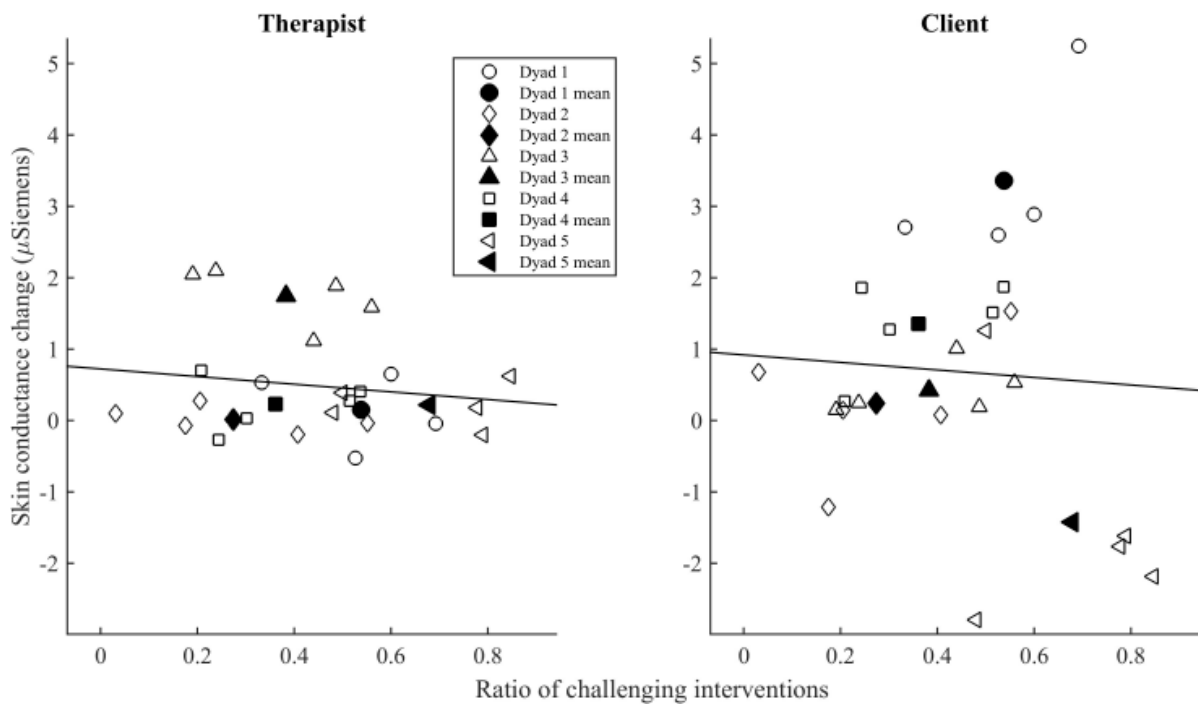 Therapist
Client
Skin conductance change (μSiemens)
5
4
3
2
1
0
-1
-2
0 0.2 0.4 0.6 0.8
Dyad 1
Dyad 1 mean
Dyad 2
Dyad 2 mean
Dyad 3
Dyad 3 mean
Dyad 4
Dyad 4 mean
Dyad 5
Dyad 5 mean
5
4
3
2
1
0
-1
-2
0 0.2 0.4 0.6 0.8
Ratio of challenging interventions